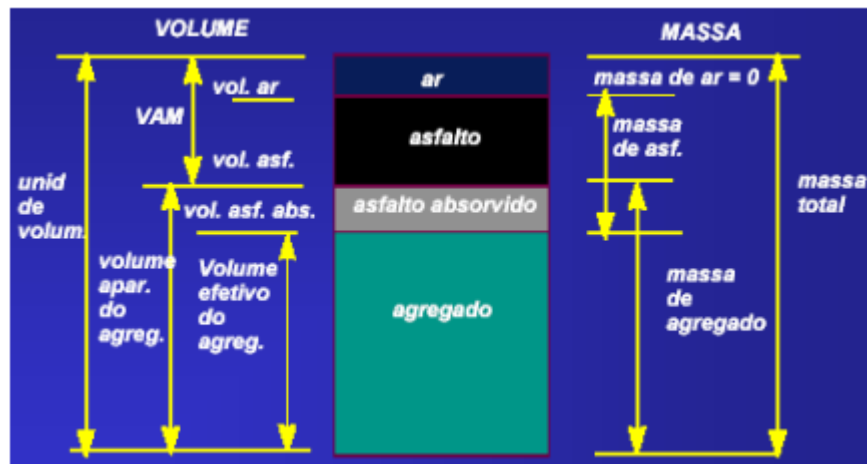 VOLUME
MASSA
vol. ar
VAM
vol. asf.
unid
de
volum.
vol. asf. abs.
volume
apar.
do
agreg.
Volume
efetivo
do
agreg.
ar
asfalto
asfalto absorvido
agregado
massa de ar = 0
massa
de asf.
massa
total
massa
de
agregado